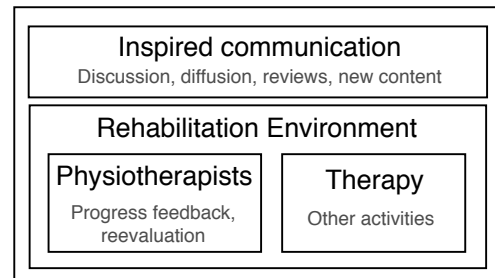 Inspired communication
Discussion, diffusion, reviews, new content
Rehabilitation Environment
Physiotherapists
Progress feedback,
reevaluation
Therapy
Other activities